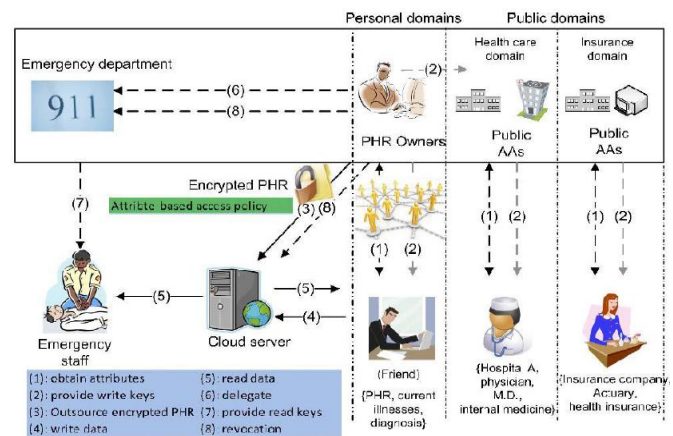 Personal domains
Public domains
Emergency department
Health care
domain
Insurance
domain
911
(6)
(8)
(2)
PHR Owners
Public
AAs
Public
AAs
Encrypted PHR
Attribte-based access policy
(3)
(8)
(7)
(1)
(2)
(1)
(2)
(1)
(2)
(5)
(5)
(4)
Emergency
staff
Cloud server
(Friend)
{PHR, current
illnesses,
diagnosis}
{Hospital A,
physician,
M.D.,
internal medicine}
{Insurance company,
Actuary,
health insurance}
(1): obtain attributes
(2): provide write keys
(3): Outsource encrypted PHR
(4): write data
(5): read data
(6): delegate
(7): provide read keys
(8): revocation